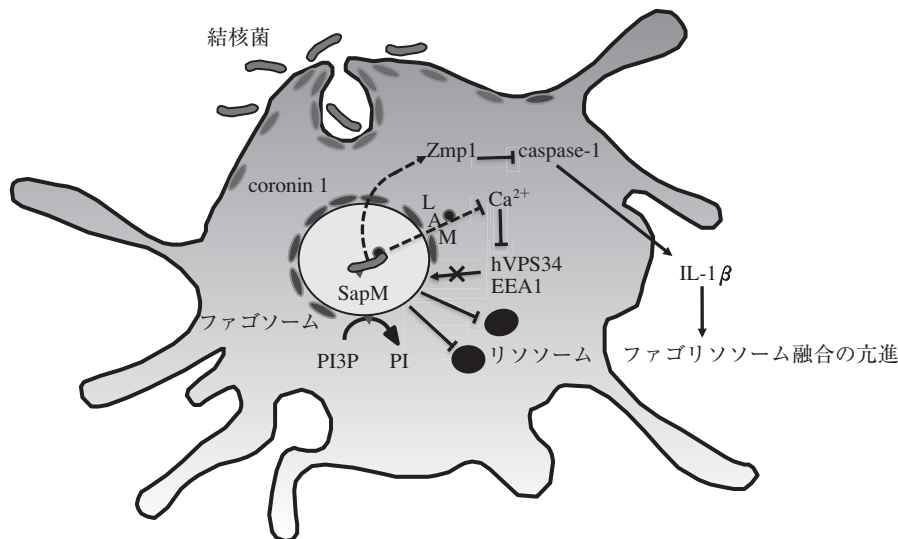 結核菌
Zmp1
caspase-1
coronin 1
LAM
Ca²⁺
hVPS34
EEA1
IL-1β
SapM
ファゴソーム
PI3P
PI
リソソーム
ファゴリソソーム融合の亢進